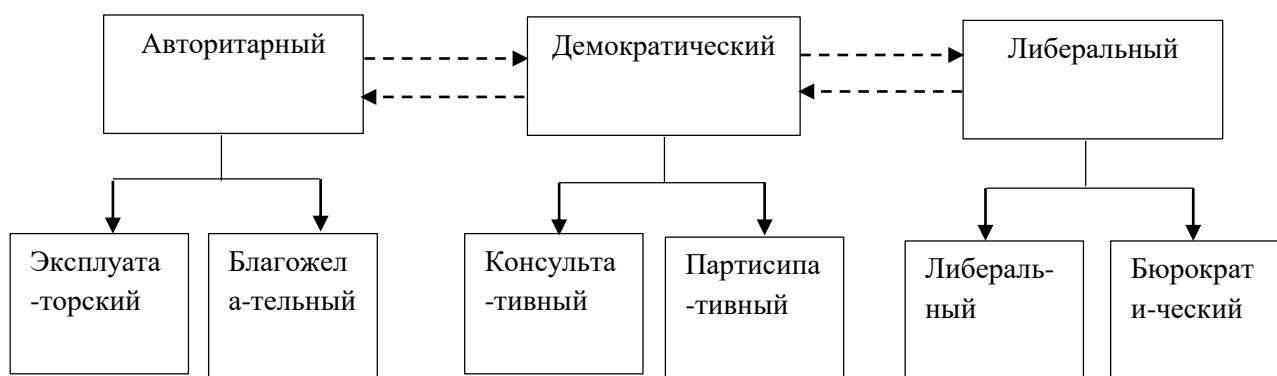 Авторитарный
Демократический
Либеральный
Эксплуата
-торский
Благожел
а-тельный
Консульта
-тивный
Партисипа
-тивный
Либераль-
ный
Бюрократ
и-ческий